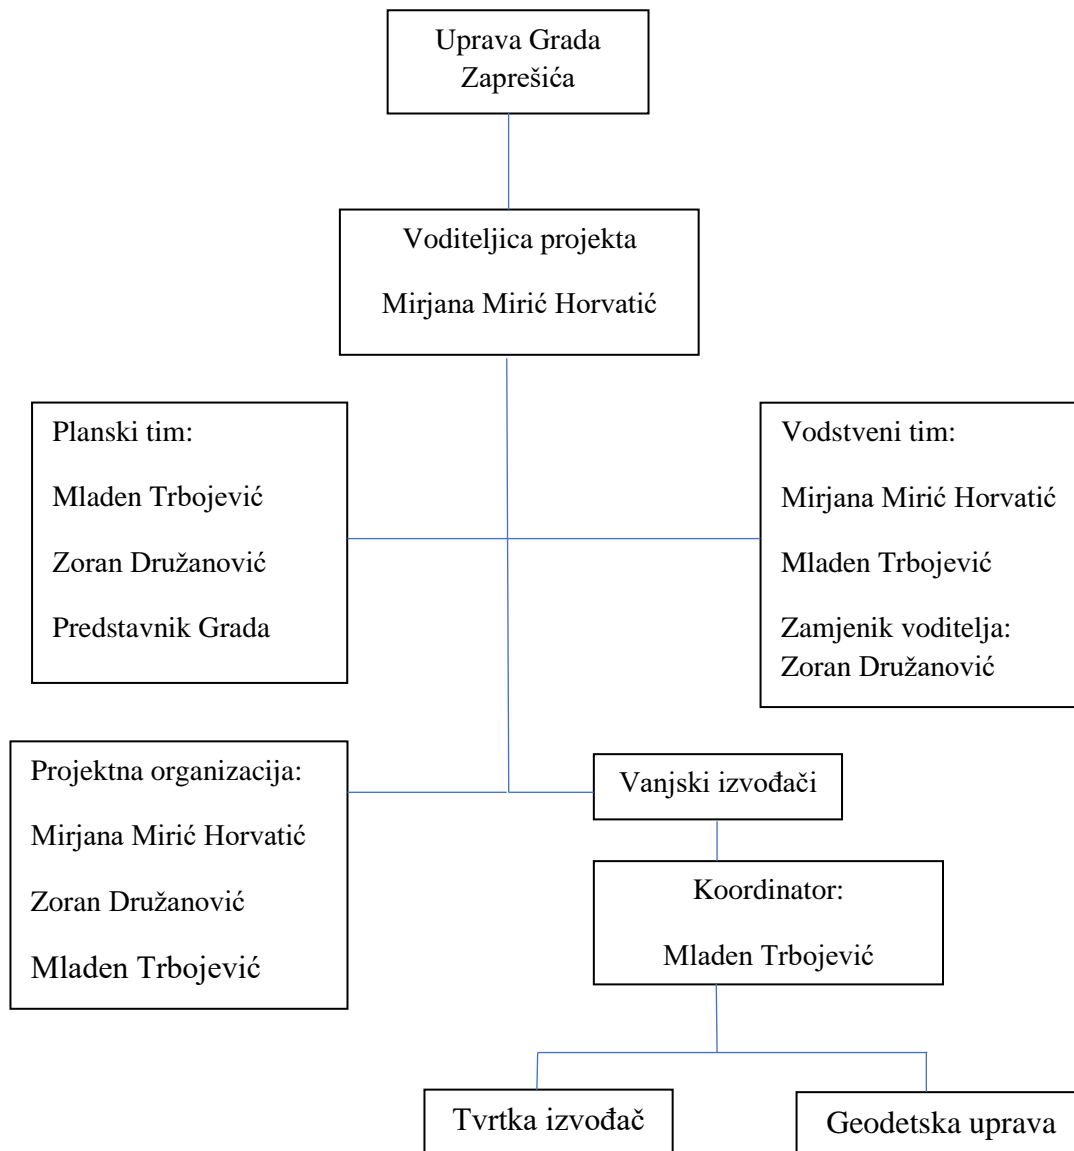 Uprava Grada
Zaprešića
Voditeljica projekta
Mirjana Mirić Horvatić
Planski tim:
Mladen Trbojević
Zoran Družanović
Predstavnik Grada
Vodstveni tim:
Mirjana Mirić Horvatić
Mladen Trbojević
Zamjenik voditelja:
Zoran Družanović
Projektna organizacija:
Mirjana Mirić Horvatić
Zoran Družanović
Mladen Trbojević
Vanjski izvođači
Koordinator:
Mladen Trbojević
Tvrtka izvođač
Geodetska uprava